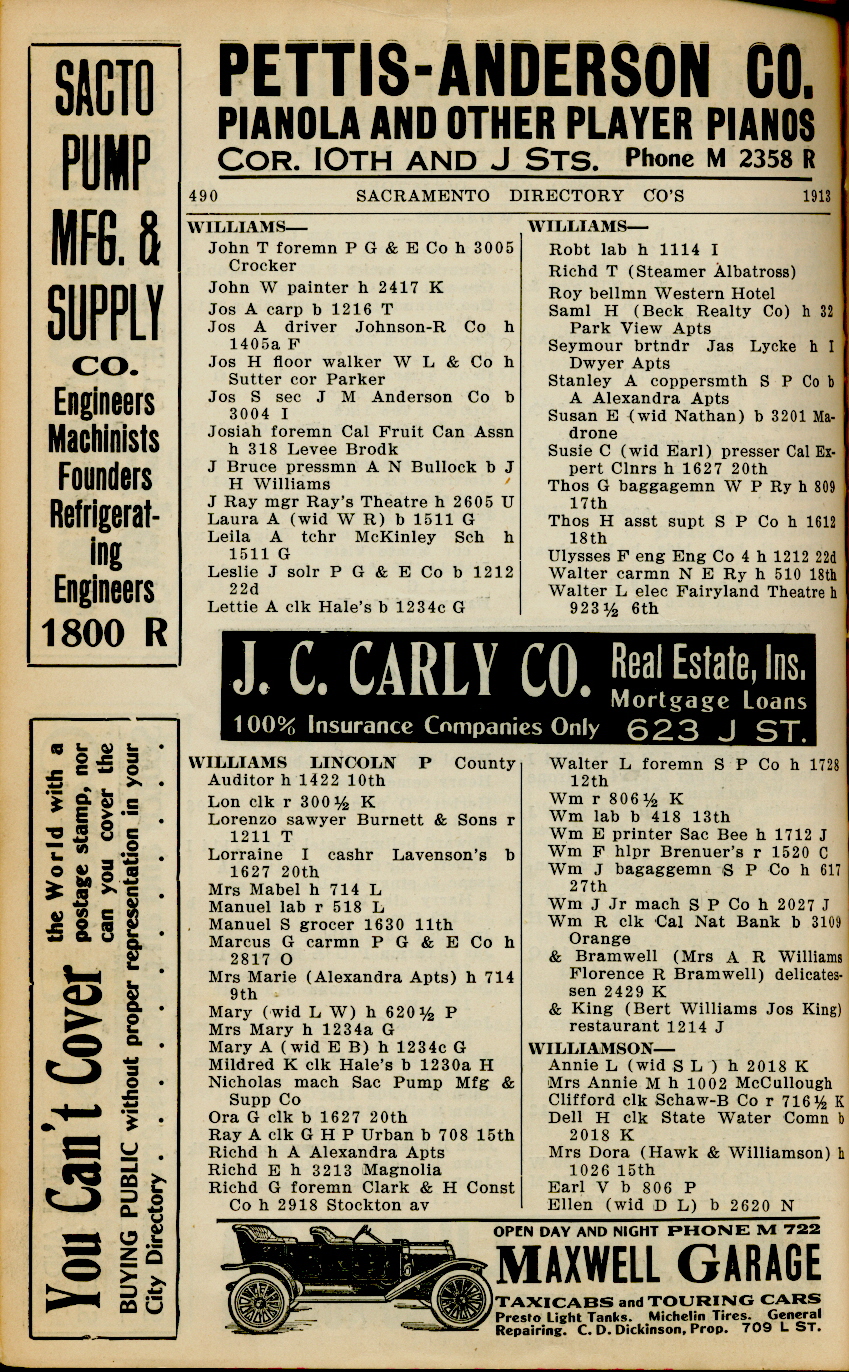 PETTIS-ANDERSON CO.
PIANOLA AND OTHER PLAYER PIANOS
COR. 10TH AND J STS. Phone M 2358 R
SACTO
PUMP
MFG. &
SUPPLY
CO.
Engineers
Machinists
Founders
Refrigerat-
ing
Engineers
1800 R
490 SACRAMENTO DIRECTORY CO'S 1913
WILLIAMS—
John T foremn P G & E Co h 3005
Crocker
John W painter h 2417 K
Jos A carp b 1216 T
Jos A driver Johnson-R Co h
1405a F
Jos H floor walker W L & Co h
Sutter cor Parker
Jos S sec J M Anderson Co b
3004 I
Josiah foremn Cal Fruit Can Assn
h 318 Levee Brodk
J Bruce pressmn A N Bullock b J
H Williams
J Ray mgr Ray's Theatre h 2605 U
Laura A (wid W R) b 1511 G
Leila A tchr McKinley Sch h
1511 G
Leslie J solr P G & E Co b 1212
22d
Lettie A clk Hale's b 1234c G
WILLIAMS—
Robt lab h 1114 I
Richd T (Steamer Albatross)
Roy bellmn Western Hotel
Saml H (Beck Realty Co) h 32
Park View Apts
Seymour brtndr Jas Lycke h I
Dwyer Apts
Stanley A coppersmth S P Co b
A Alexandra Apts
Susan E (wid Nathan) b 3201 Ma-
drone
Susie C (wid Earl) presser Cal Ex-
pert Clnrs h 1627 20th
Thos G baggagemn W P Ry h 809
17th
Thos H asst supt S P Co h 1612
18th
Ulysses F eng Eng Co 4 h 1212 22d
Walter carmn N E Ry h 510 18th
Walter L elec Fairyland Theatre h
923½ 6th
J. C. CARLY CO. Real Estate, Ins.
Mortgage Loans
100% Insurance Companies Only 623 J ST.
You Can't Cover the World with a
postage stamp, nor
can you cover the
BUYING PUBLIC without proper representation in your
City Directory . . . . . . . .
WILLIAMS LINCOLN P County
Auditor h 1422 10th
Lon clk r 300½ K
Lorenzo sawyer Burnett & Sons r
1211 T
Lorraine I cashr Lavenson's b
1627 20th
Mrs Mabel h 714 L
Manuel lab r 518 L
Manuel S grocer 1630 11th
Marcus G carmn P G & E Co h
2817 O
Mrs Marie (Alexandra Apts) h 714
9th
Mary (wid L W) h 620½ P
Mrs Mary h 1234a G
Mary A (wid E B) h 1234c G
Mildred K clk Hale's b 1230a H
Nicholas mach Sac Pump Mfg &
Supp Co
Ora G clk b 1627 20th
Ray A clk G H P Urban b 708 15th
Richd h A Alexandra Apts
Richd E h 3213 Magnolia
Richd G foremn Clark & H Const
Co h 2918 Stockton av
Walter L foremn S P Co h 1728
12th
Wm r 806½ K
Wm lab b 418 13th
Wm E printer Sac Bee h 1712 J
Wm F hlpr Brenuer's r 1520 C
Wm J bagaggemn S P Co h 617
27th
Wm J Jr mach S P Co h 2027 J
Wm R clk Cal Nat Bank b 3109
Orange
& Bramwell (Mrs A R Williams
Florence R Bramwell) delicates-
sen 2429 K
& King (Bert Williams Jos King)
restaurant 1214 J
WILLIAMSON—
Annie L (wid S L ) h 2018 K
Mrs Annie M h 1002 McCullough
Clifford clk Schaw-B Co r 716½ K
Dell H clk State Water Comn b
2018 K
Mrs Dora (Hawk & Williamson) h
1026 15th
Earl V b 806 P
Ellen (wid D L) b 2620 N
OPEN DAY AND NIGHT PHONE M 722
MAXWELL GARAGE
TAXICABS and TOURING CARS
Presto Light Tanks. Michelin Tires. General
Repairing. C. D. Dickinson, Prop. 709 L ST.